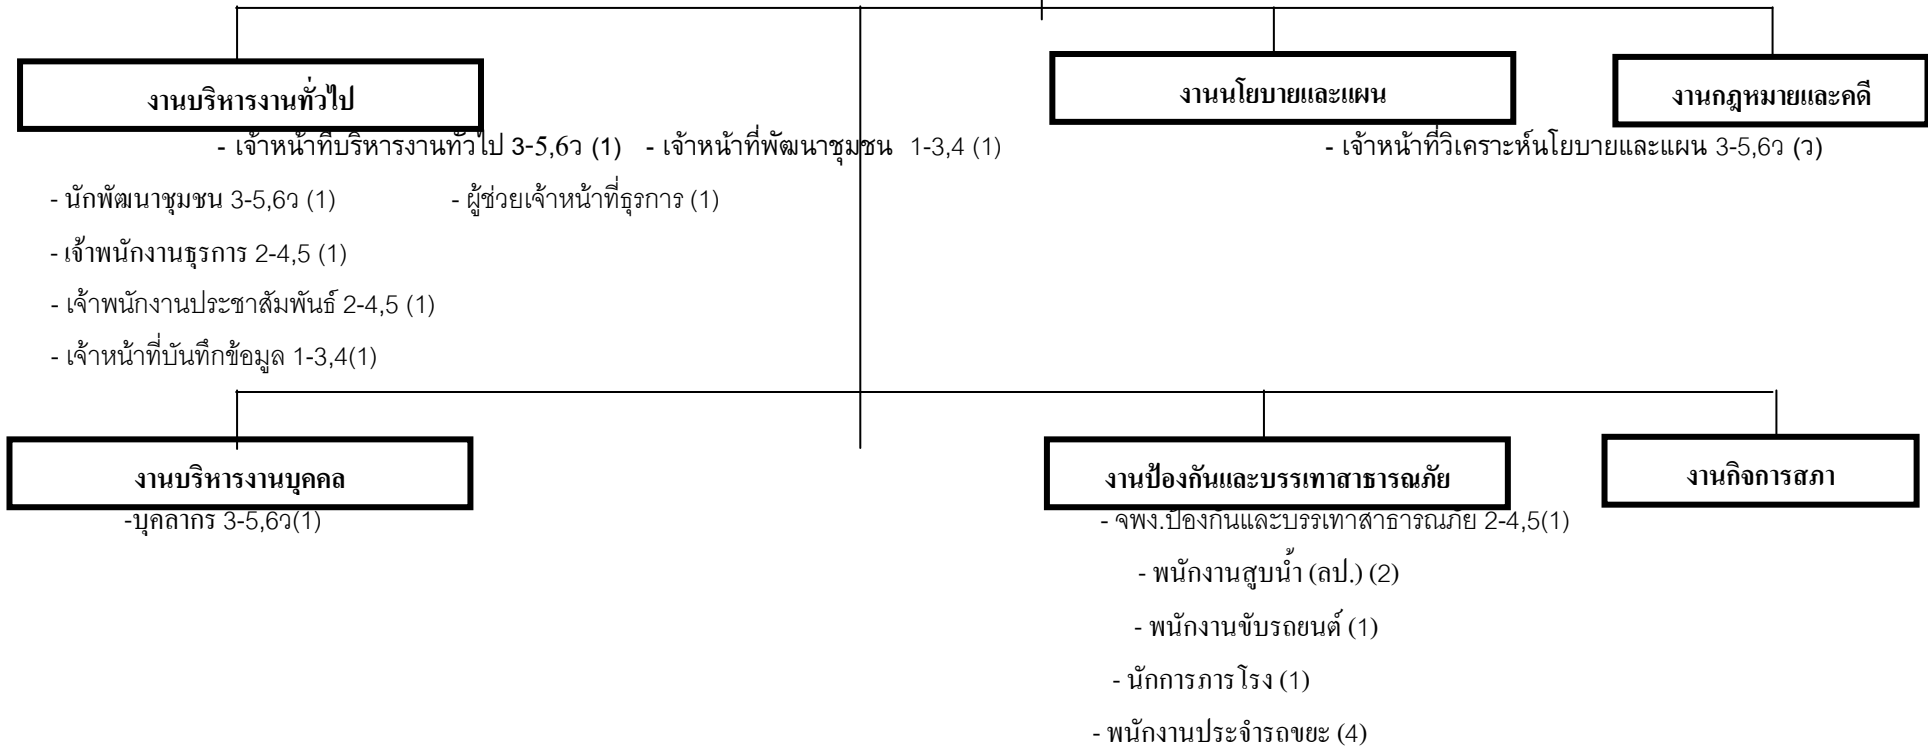 งานบริหารงานทั่วไป
งานนโยบายและแผน
งานกฎหมายและคดี
- เจ้าหน้าที่บริหารงานทั่วไป 3-5,6ว (1) - เจ้าหน้าที่พัฒนาชุมชน 1-3,4 (1)
- เจ้าหน้าที่วิเคราะห์นโยบายและแผน 3-5,6ว (ว)
- นักพัฒนาชุมชน 3-5,6ว (1) - ผู้ช่วยเจ้าหน้าที่ธุรการ (1)
- เจ้าพนักงานธุรการ 2-4,5 (1)
- เจ้าพนักงานประชาสัมพันธ์ 2-4,5 (1)
- เจ้าหน้าที่บันทึกข้อมูล 1-3,4(1)
งานบริหารงานบุคคล
งานป้องกันและบรรเทาสาธารณภัย
งานกิจการสภา
-บุคลากร 3-5,6ว(1)
- จพง.ป้องกันและบรรเทาสาธารณภัย 2-4,5(1)
- พนักงานสูบน้ำ (ลป.) (2)
- พนักงานขับรถยนต์ (1)
- นักการภารโรง (1)
- พนักงานประจำรถขยะ (4)